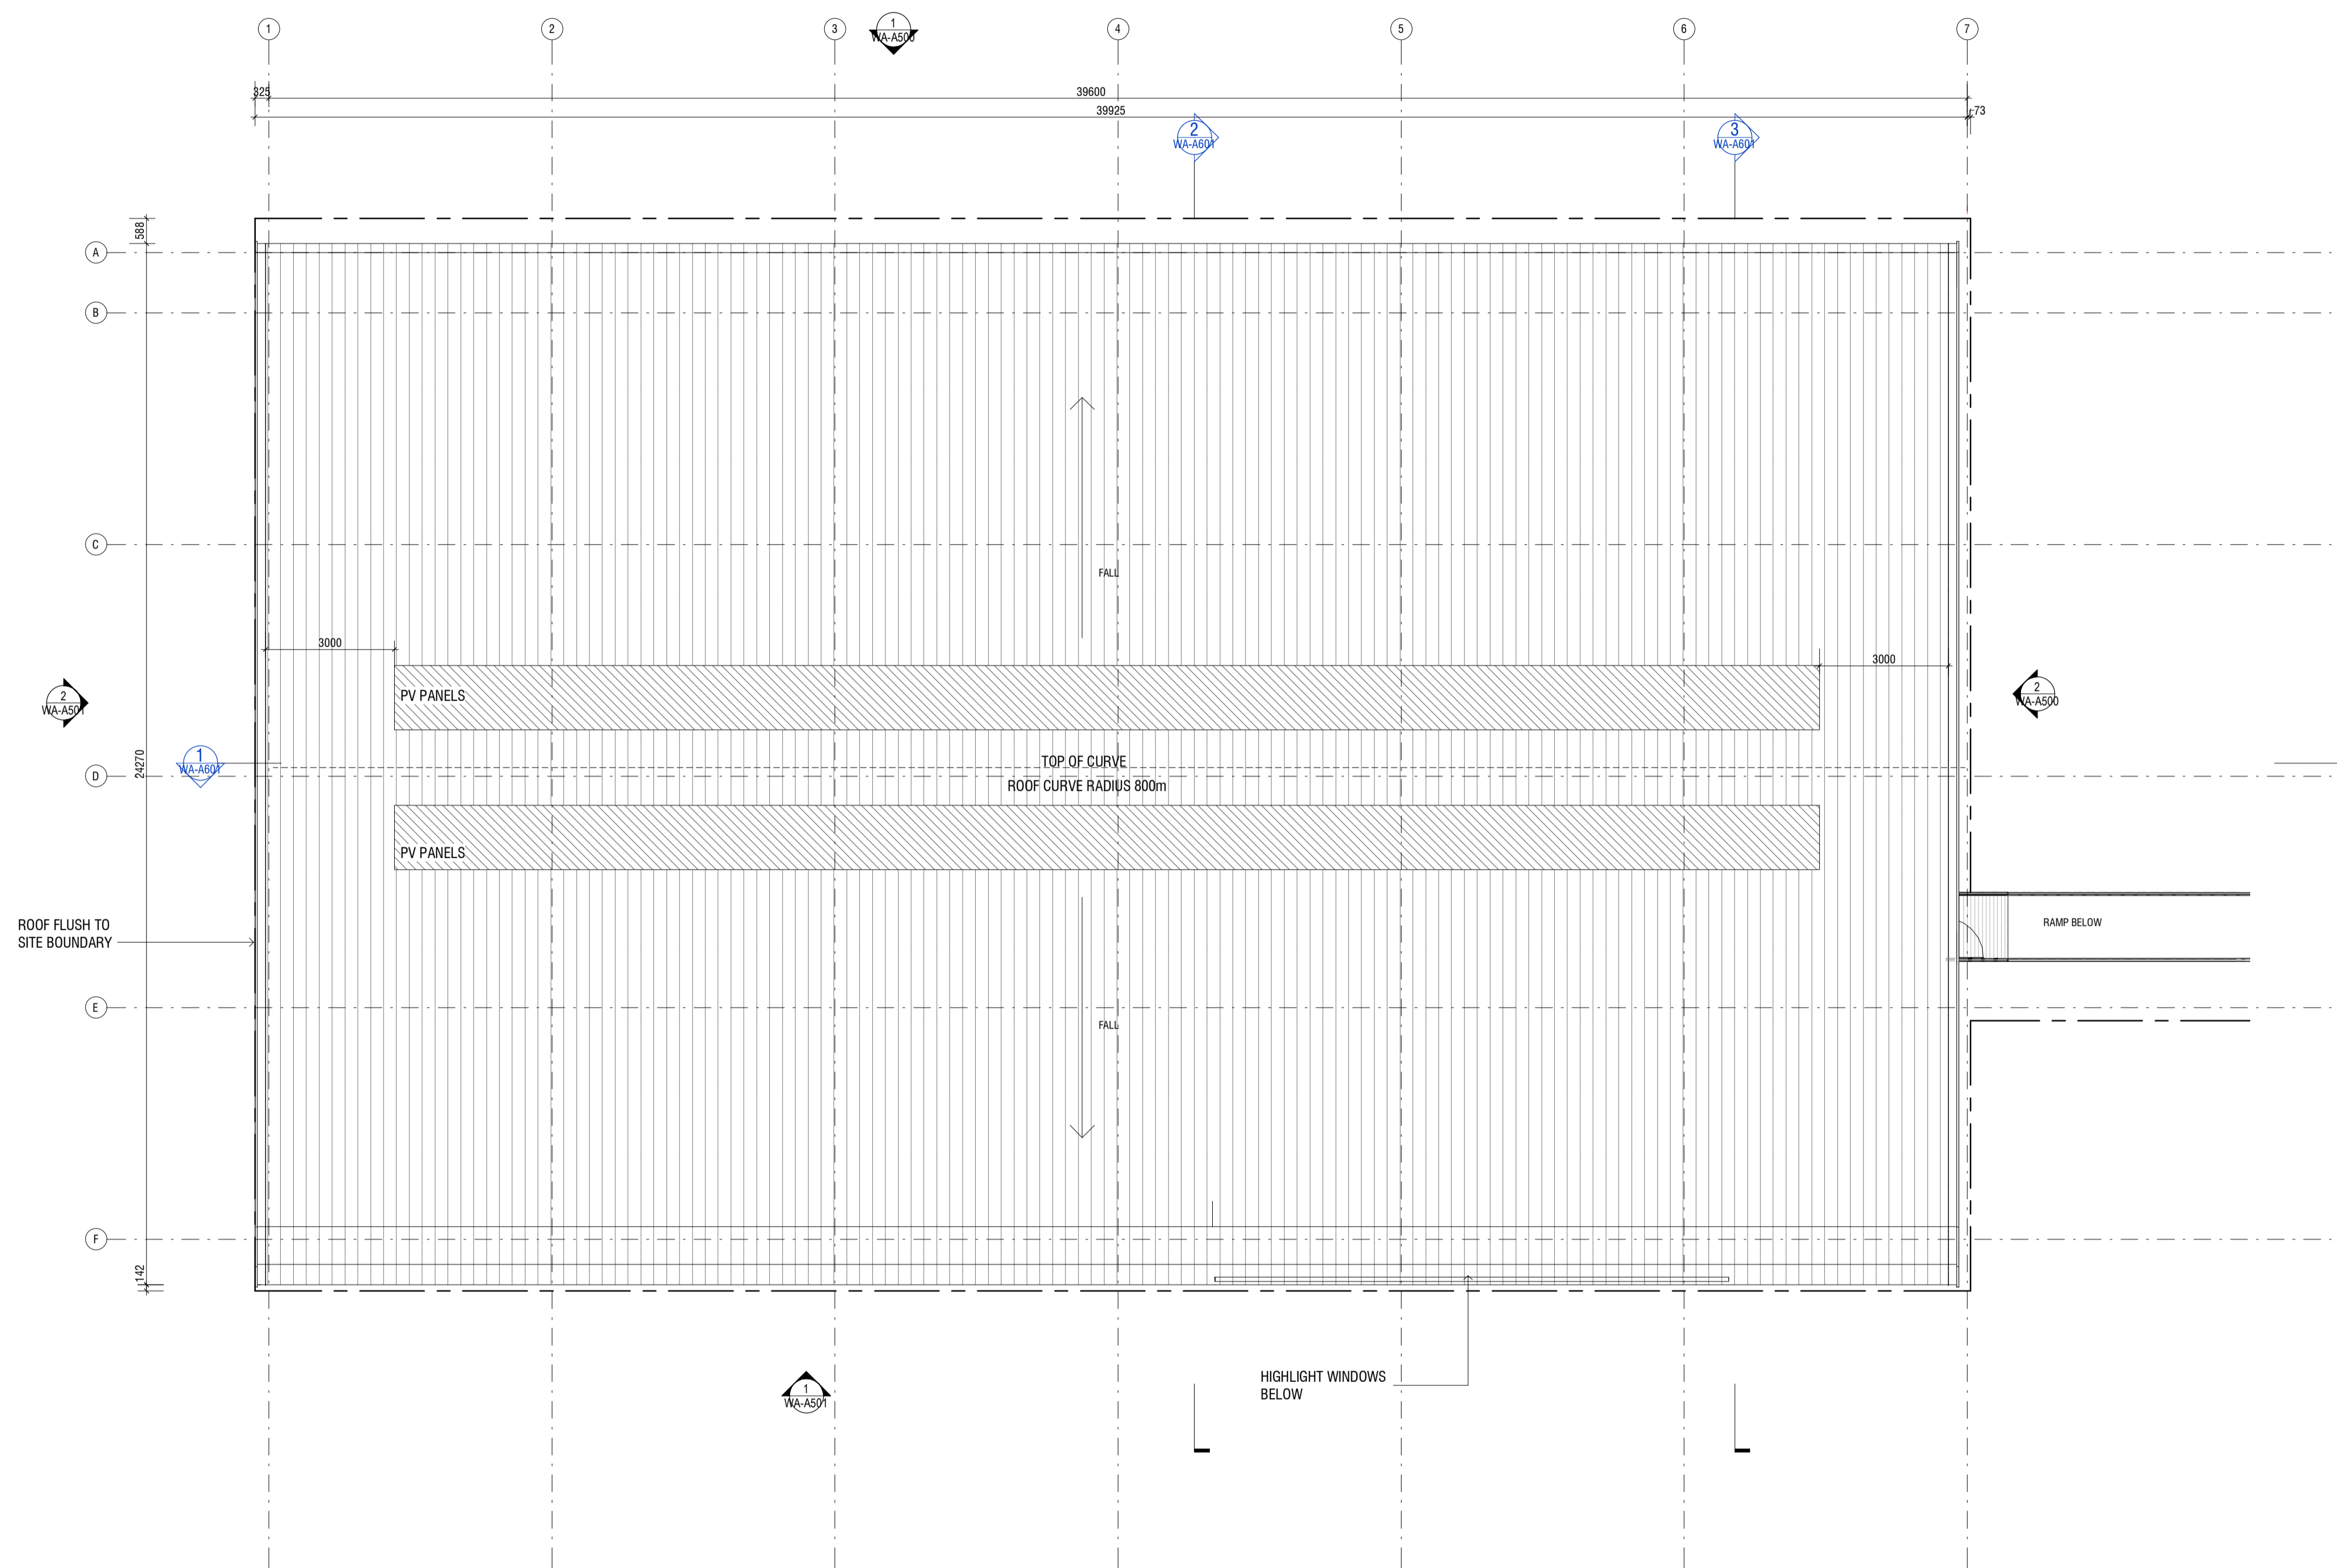 1 2 3 4 5 6 7
1
WA-A500
325 39600
39925 73
2
WA-A601
3
WA-A601
588
A
B
C
FALL
3000
3000
PV PANELS
2
WA-A501
2
WA-A500
1
WA-A601
24270
D
TOP OF CURVE
ROOF CURVE RADIUS 800m
PV PANELS
ROOF FLUSH TO
SITE BOUNDARY
RAMP BELOW
E
FALL
F
142
1
WA-A501
HIGHLIGHT WINDOWS
BELOW